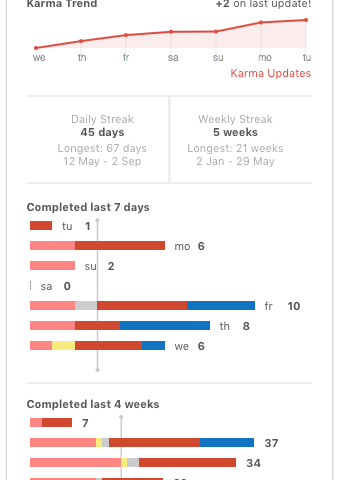 Karma Trend +2 on last update!
we th fr sa su mo tu
Karma Updates
Daily Streak
45 days
Longest: 67 days
12 May - 2 Sep
Weekly Streak
5 weeks
Longest: 21 weeks
2 Jan - 29 May
Completed last 7 days
tu 1
mo 6
su 2
sa 0
fr 10
th 8
we 6
Completed last 4 weeks
7
37
34